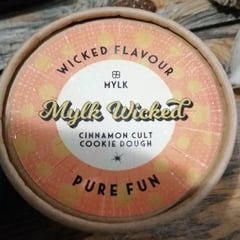 WICKED FLAVOUR
MYLK
Mylk Wicked
CINNAMON CULT
COOKIE DOUGH
PURE FUN